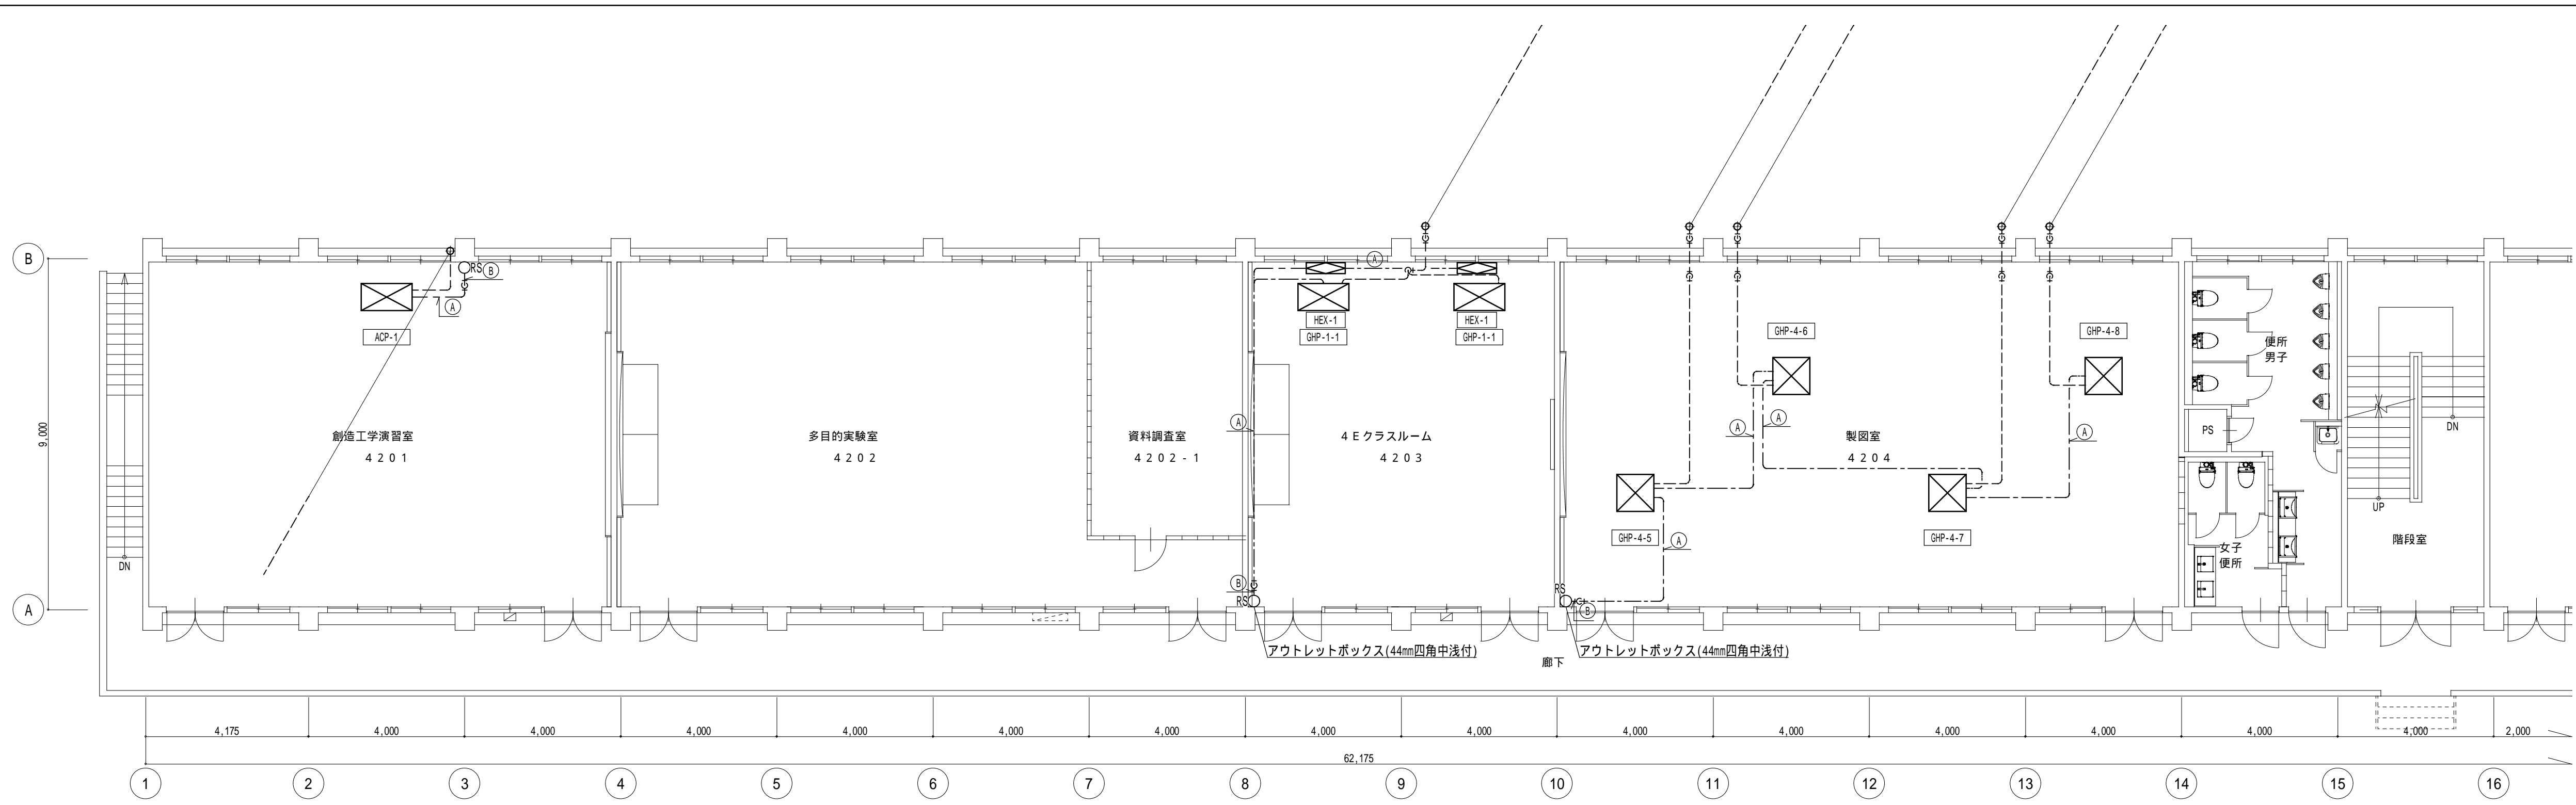 B
RS
B
A
ACP-1
A
HEX-1
GHP-1-1
HEX-1
GHP-1-1
GHP-4-6
GHP-4-8
便所
男子
9,000
創造工学演習室
4201
多目的実験室
4202
資料調査室
4202-1
A
4Eクラスルーム
4203
A
A
製図室
4204
A
PS
DN
UP
GHP-4-5
A
GHP-4-7
女子
便所
階段室
DN
B
RS
RS
B
A
アウトレットボックス(44mm四角中浅付)
アウトレットボックス(44mm四角中浅付)
廊下
4,175
4,000
4,000
4,000
4,000
4,000
4,000
4,000
4,000
4,000
4,000
4,000
4,000
4,000
4,000
2,000
62,175
1
2
3
4
5
6
7
8
9
10
11
12
13
14
15
16